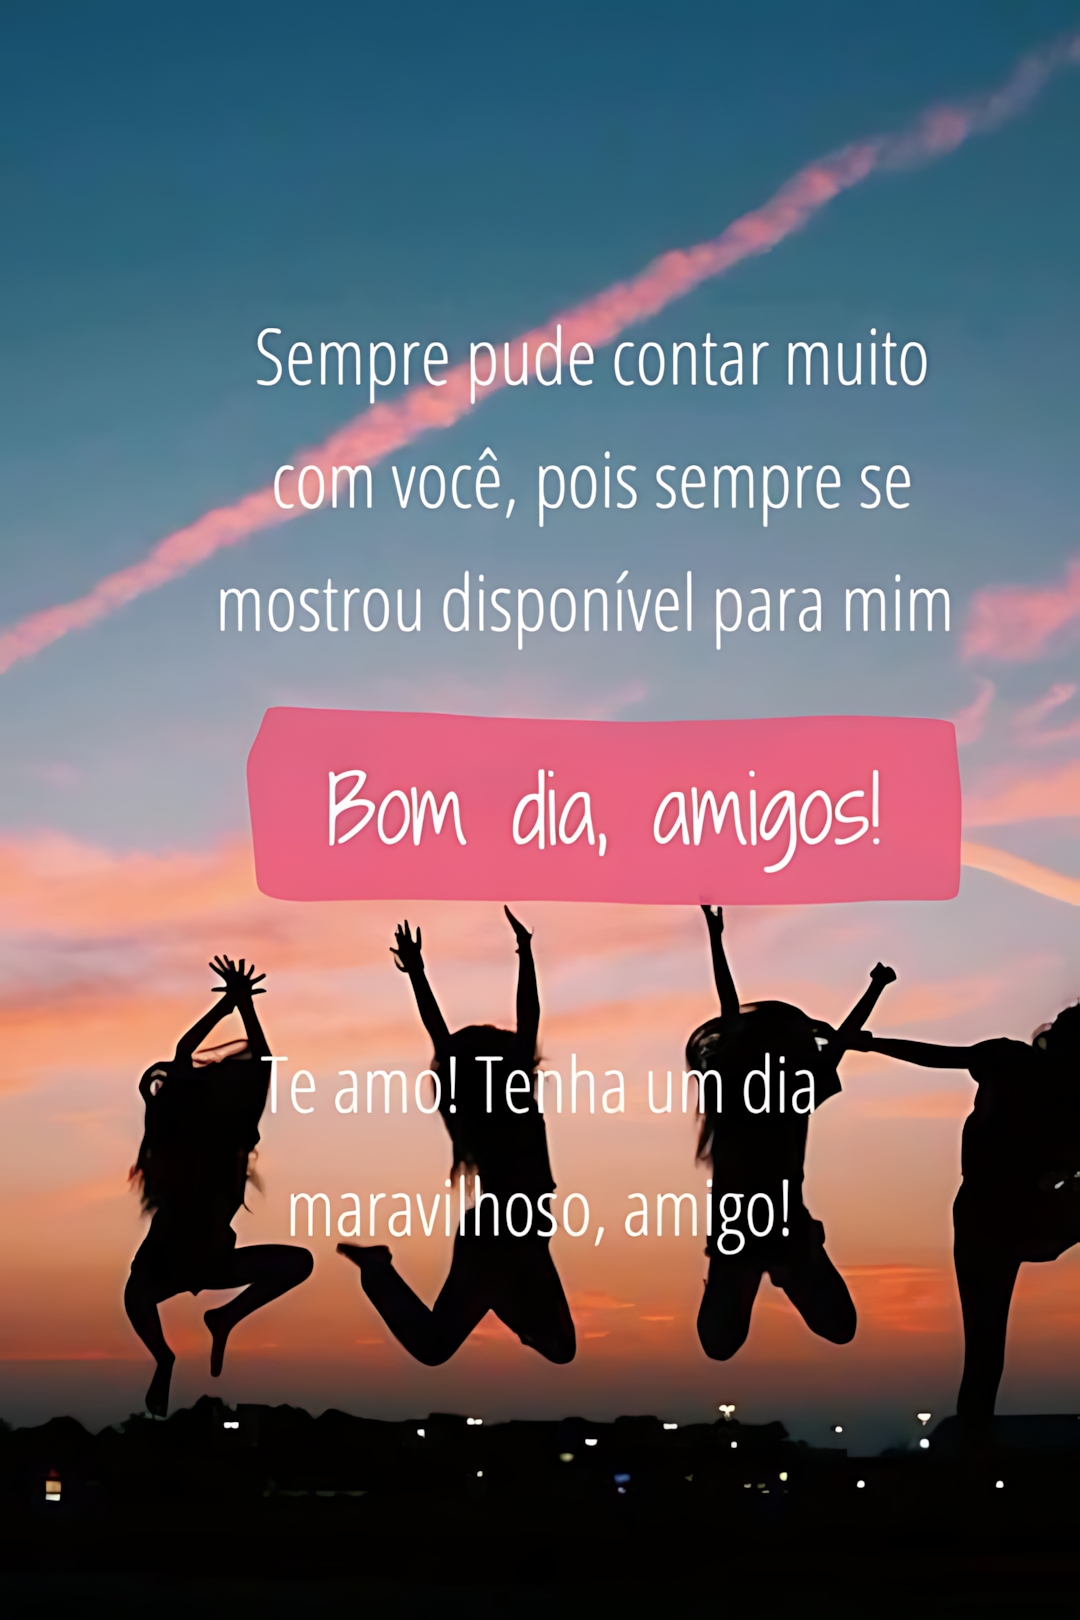 Sempre pude contar muito
com você, pois sempre se
mostrou disponível para mim
Bom dia, amigos!
Te amo! Tenha um dia
maravilhoso, amigo!